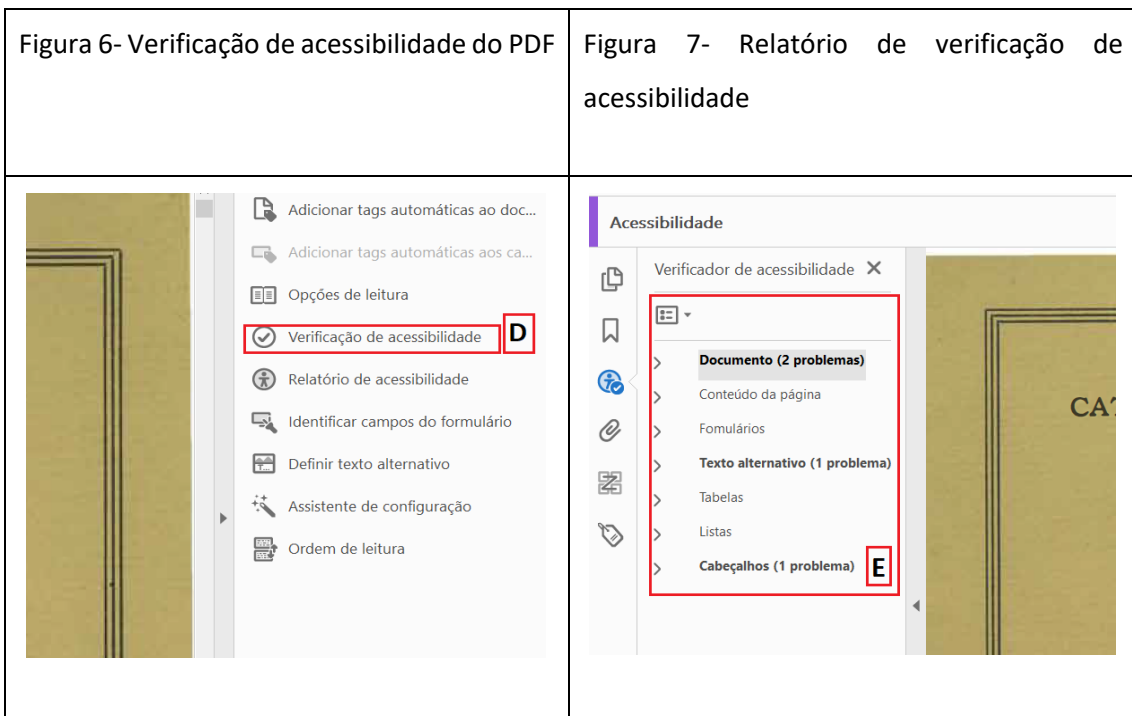 Figura 6- Verificação de acessibilidade do PDF
Figura 7- Relatório de verificação de
acessibilidade
Adicionar tags automáticas ao doc...
Adicionar tags automáticas aos ca...
Opções de leitura
Verificação de acessibilidade
D
Relatório de acessibilidade
Identificar campos do formulário
Definir texto alternativo
Assistente de configuração
Ordem de leitura
Acessibilidade
Verificador de acessibilidade
Documento (2 problemas)
Conteúdo da página
Fomulários
Texto alternativo (1 problema)
Tabelas
Listas
Cabeçalhos (1 problema)
E
CAT